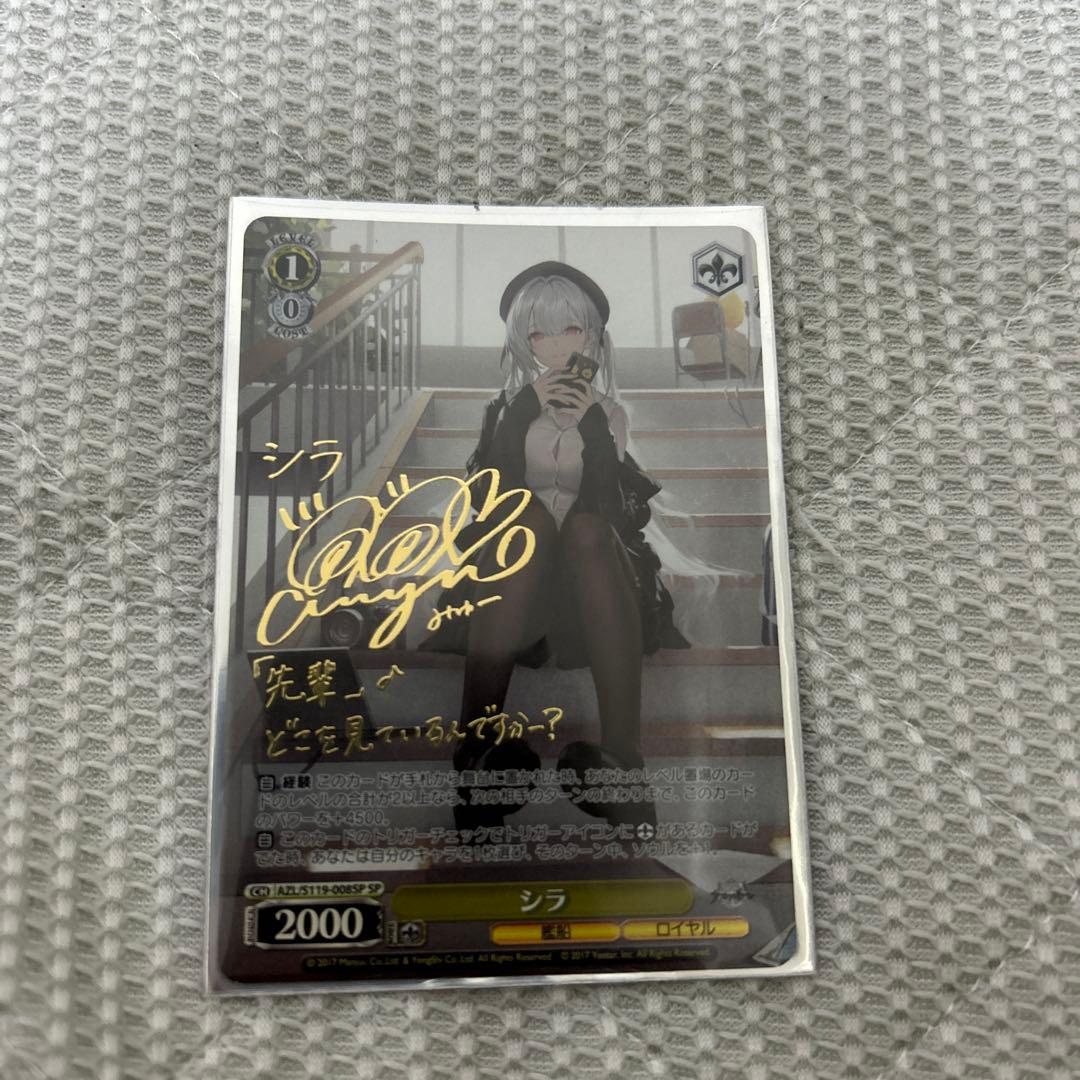 LEVEL
1
0
COST
シラ
みゅー
「先輩」♪
どこを見ているんですかー?
自 経験 このカードが手札から舞台に置かれた時、あなたのレベル置場のカー
ドのレベルの合計が2以上なら、次の相手のターンの終わりまで、このカード
のパワーを+4500。
自 このカードのトリガーチェックでトリガーアイコンに があるカードが
でた時、あなたは自分のキャラを1枚選び、そのターン中、ソウルを+1。
CH AZL/S119-008SP SP
シラ
POWER 2000 SOUL
艦船 ロイヤル
© 2017 Manjuu Co.,Ltd & YongShi Co.,Ltd All Rights Reserved. © 2017 Yostar, Inc. All Rights Reserved.